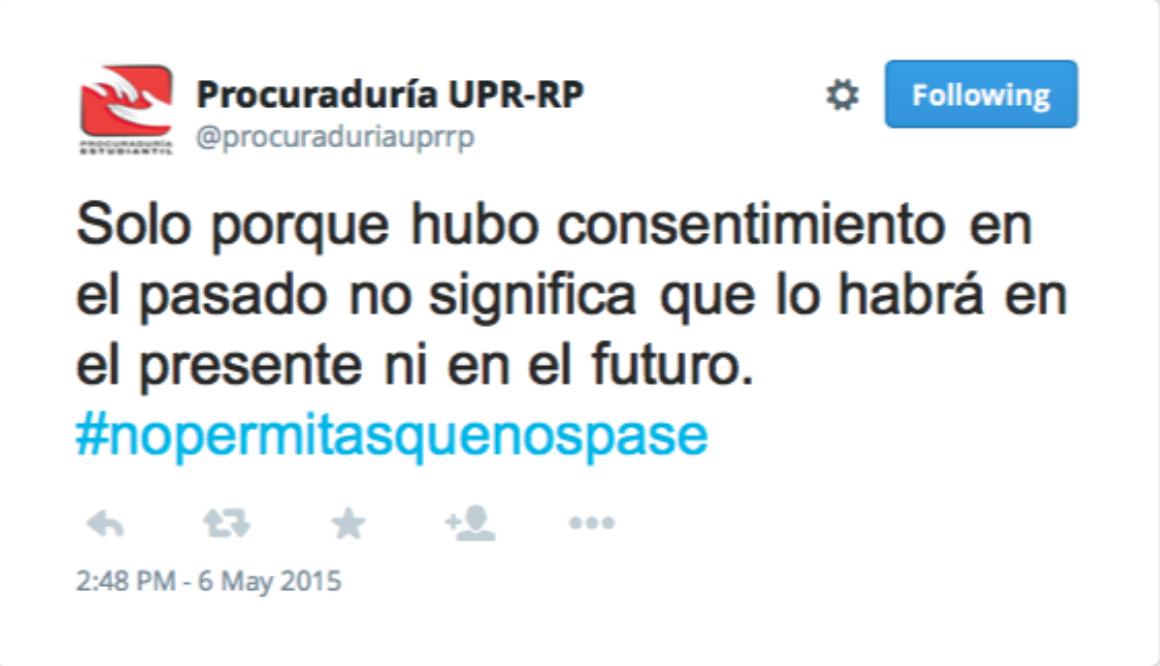 Procuraduría UPR-RP
@procuraduriauprrp
Following
PROCURADURÍA
ESTUDIANTIL
Solo porque hubo consentimiento en
el pasado no significa que lo habrá en
el presente ni en el futuro.
#nopermitasquenospase
2:48 PM - 6 May 2015